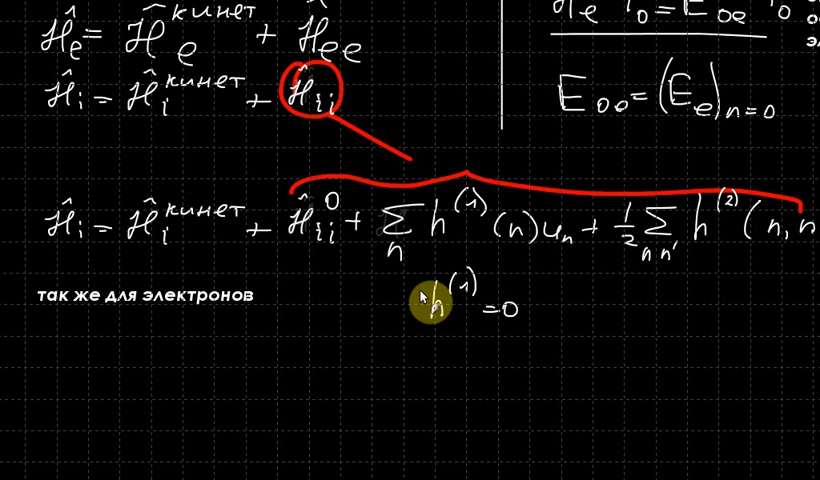 Ĥe = Ĥe^кинет + Ĥee
Ĥi = Ĥi^кинет + Ĥii
E₀₀ = (Ee)n=0
Ĥi = Ĥi^кинет + Ĥii^0 + Σn h^(1)(n)un + 1/2 Σnn' h^(2)(n,n
так же для электронов
h^(1) = 0